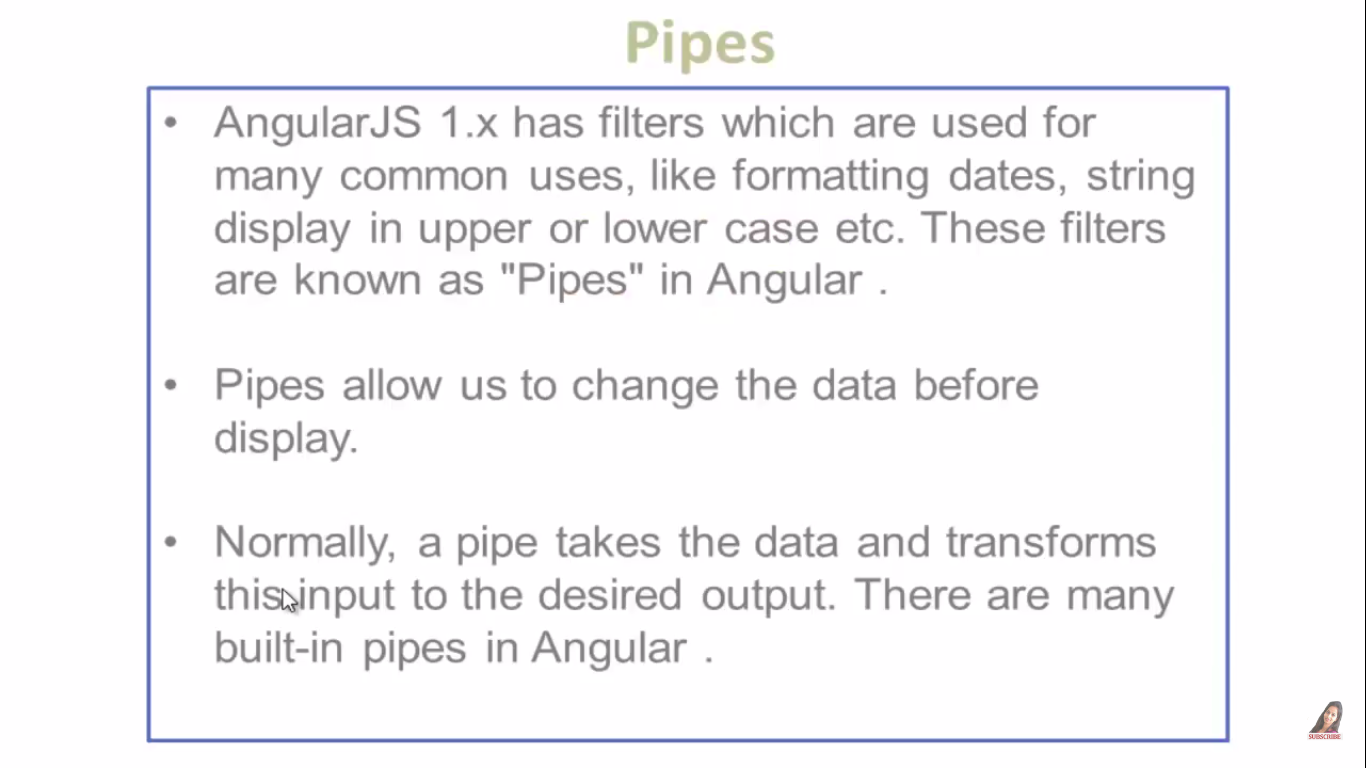 Pipes
• AngularJS 1.x has filters which are used for
many common uses, like formatting dates, string
display in upper or lower case etc. These filters
are known as "Pipes" in Angular .
• Pipes allow us to change the data before
display.
• Normally, a pipe takes the data and transforms
this input to the desired output. There are many
built-in pipes in Angular .
SUBSCRIBE